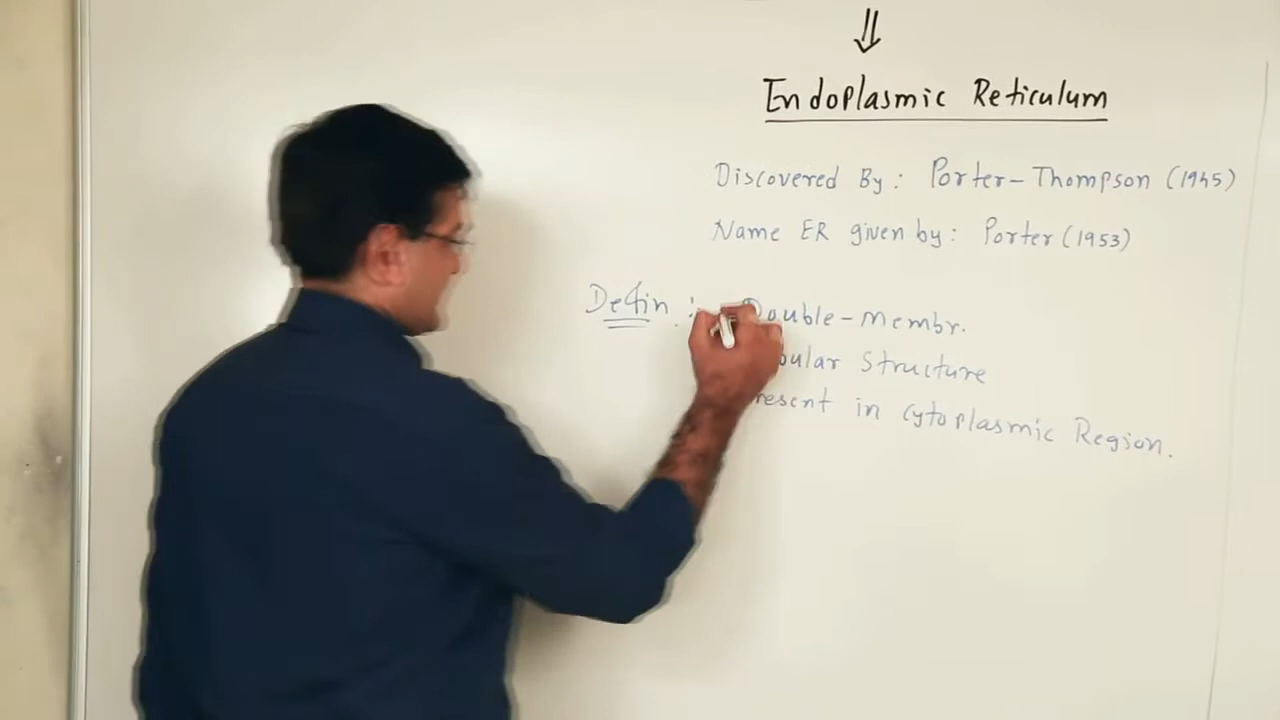 ⇓
Endoplasmic Reticulum
Discovered By: Porter-Thompson (1945)
Name ER given by: Porter (1953)
Defin : Double-Membr.
Structure
in Cytoplasmic Region.